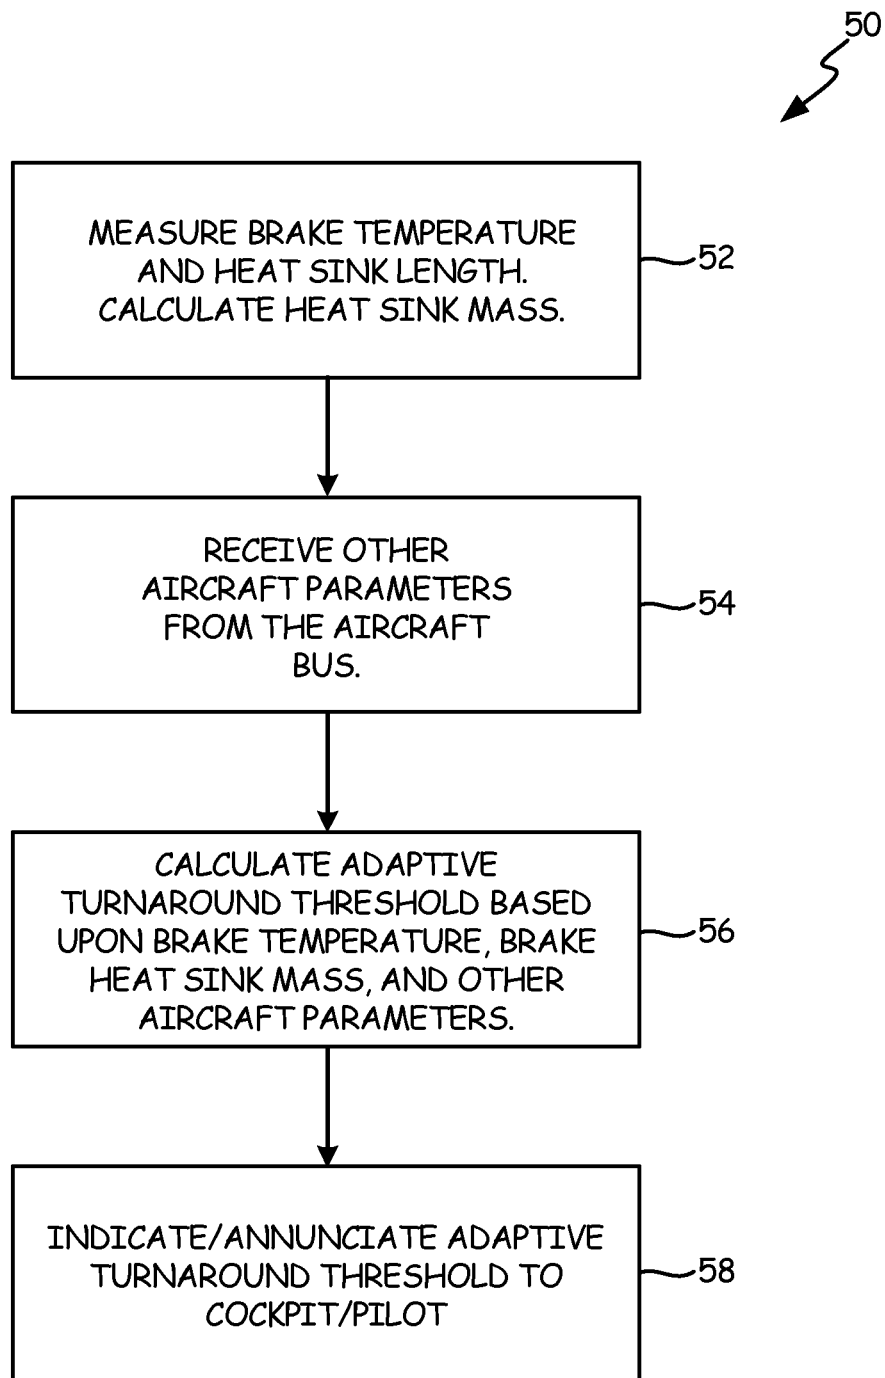 50
MEASURE BRAKE TEMPERATURE
AND HEAT SINK LENGTH.
CALCULATE HEAT SINK MASS.
52
RECEIVE OTHER
AIRCRAFT PARAMETERS
FROM THE AIRCRAFT
BUS.
54
CALCULATE ADAPTIVE
TURNAROUND THRESHOLD BASED
UPON BRAKE TEMPERATURE, BRAKE
HEAT SINK MASS, AND OTHER
AIRCRAFT PARAMETERS.
56
INDICATE/ANNUNCIATE ADAPTIVE
TURNAROUND THRESHOLD TO
COCKPIT/PILOT
58